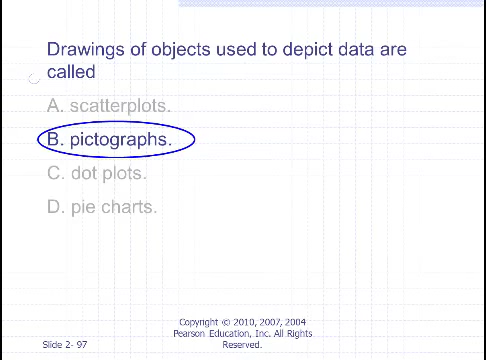 Drawings of objects used to depict data are
called
A. scatterplots.
B. pictographs.
C. dot plots.
D. pie charts.
Copyright © 2010, 2007, 2004
Pearson Education, Inc. All Rights
Slide 2- 97
Reserved.